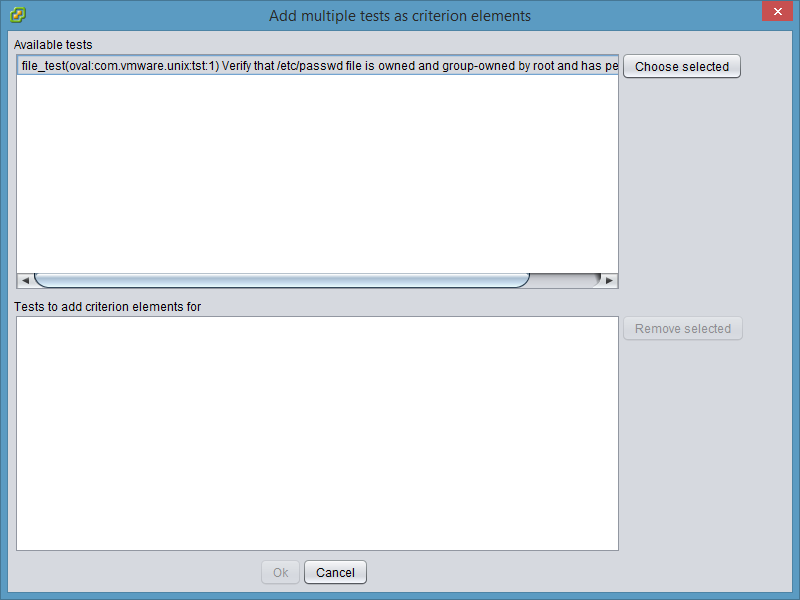 Add multiple tests as criterion elements
Available tests
file_test(oval:com.vmware.unix:tst:1) Verify that /etc/passwd file is owned and group-owned by root and has pe
Choose selected
Tests to add criterion elements for
Remove selected
Ok
Cancel